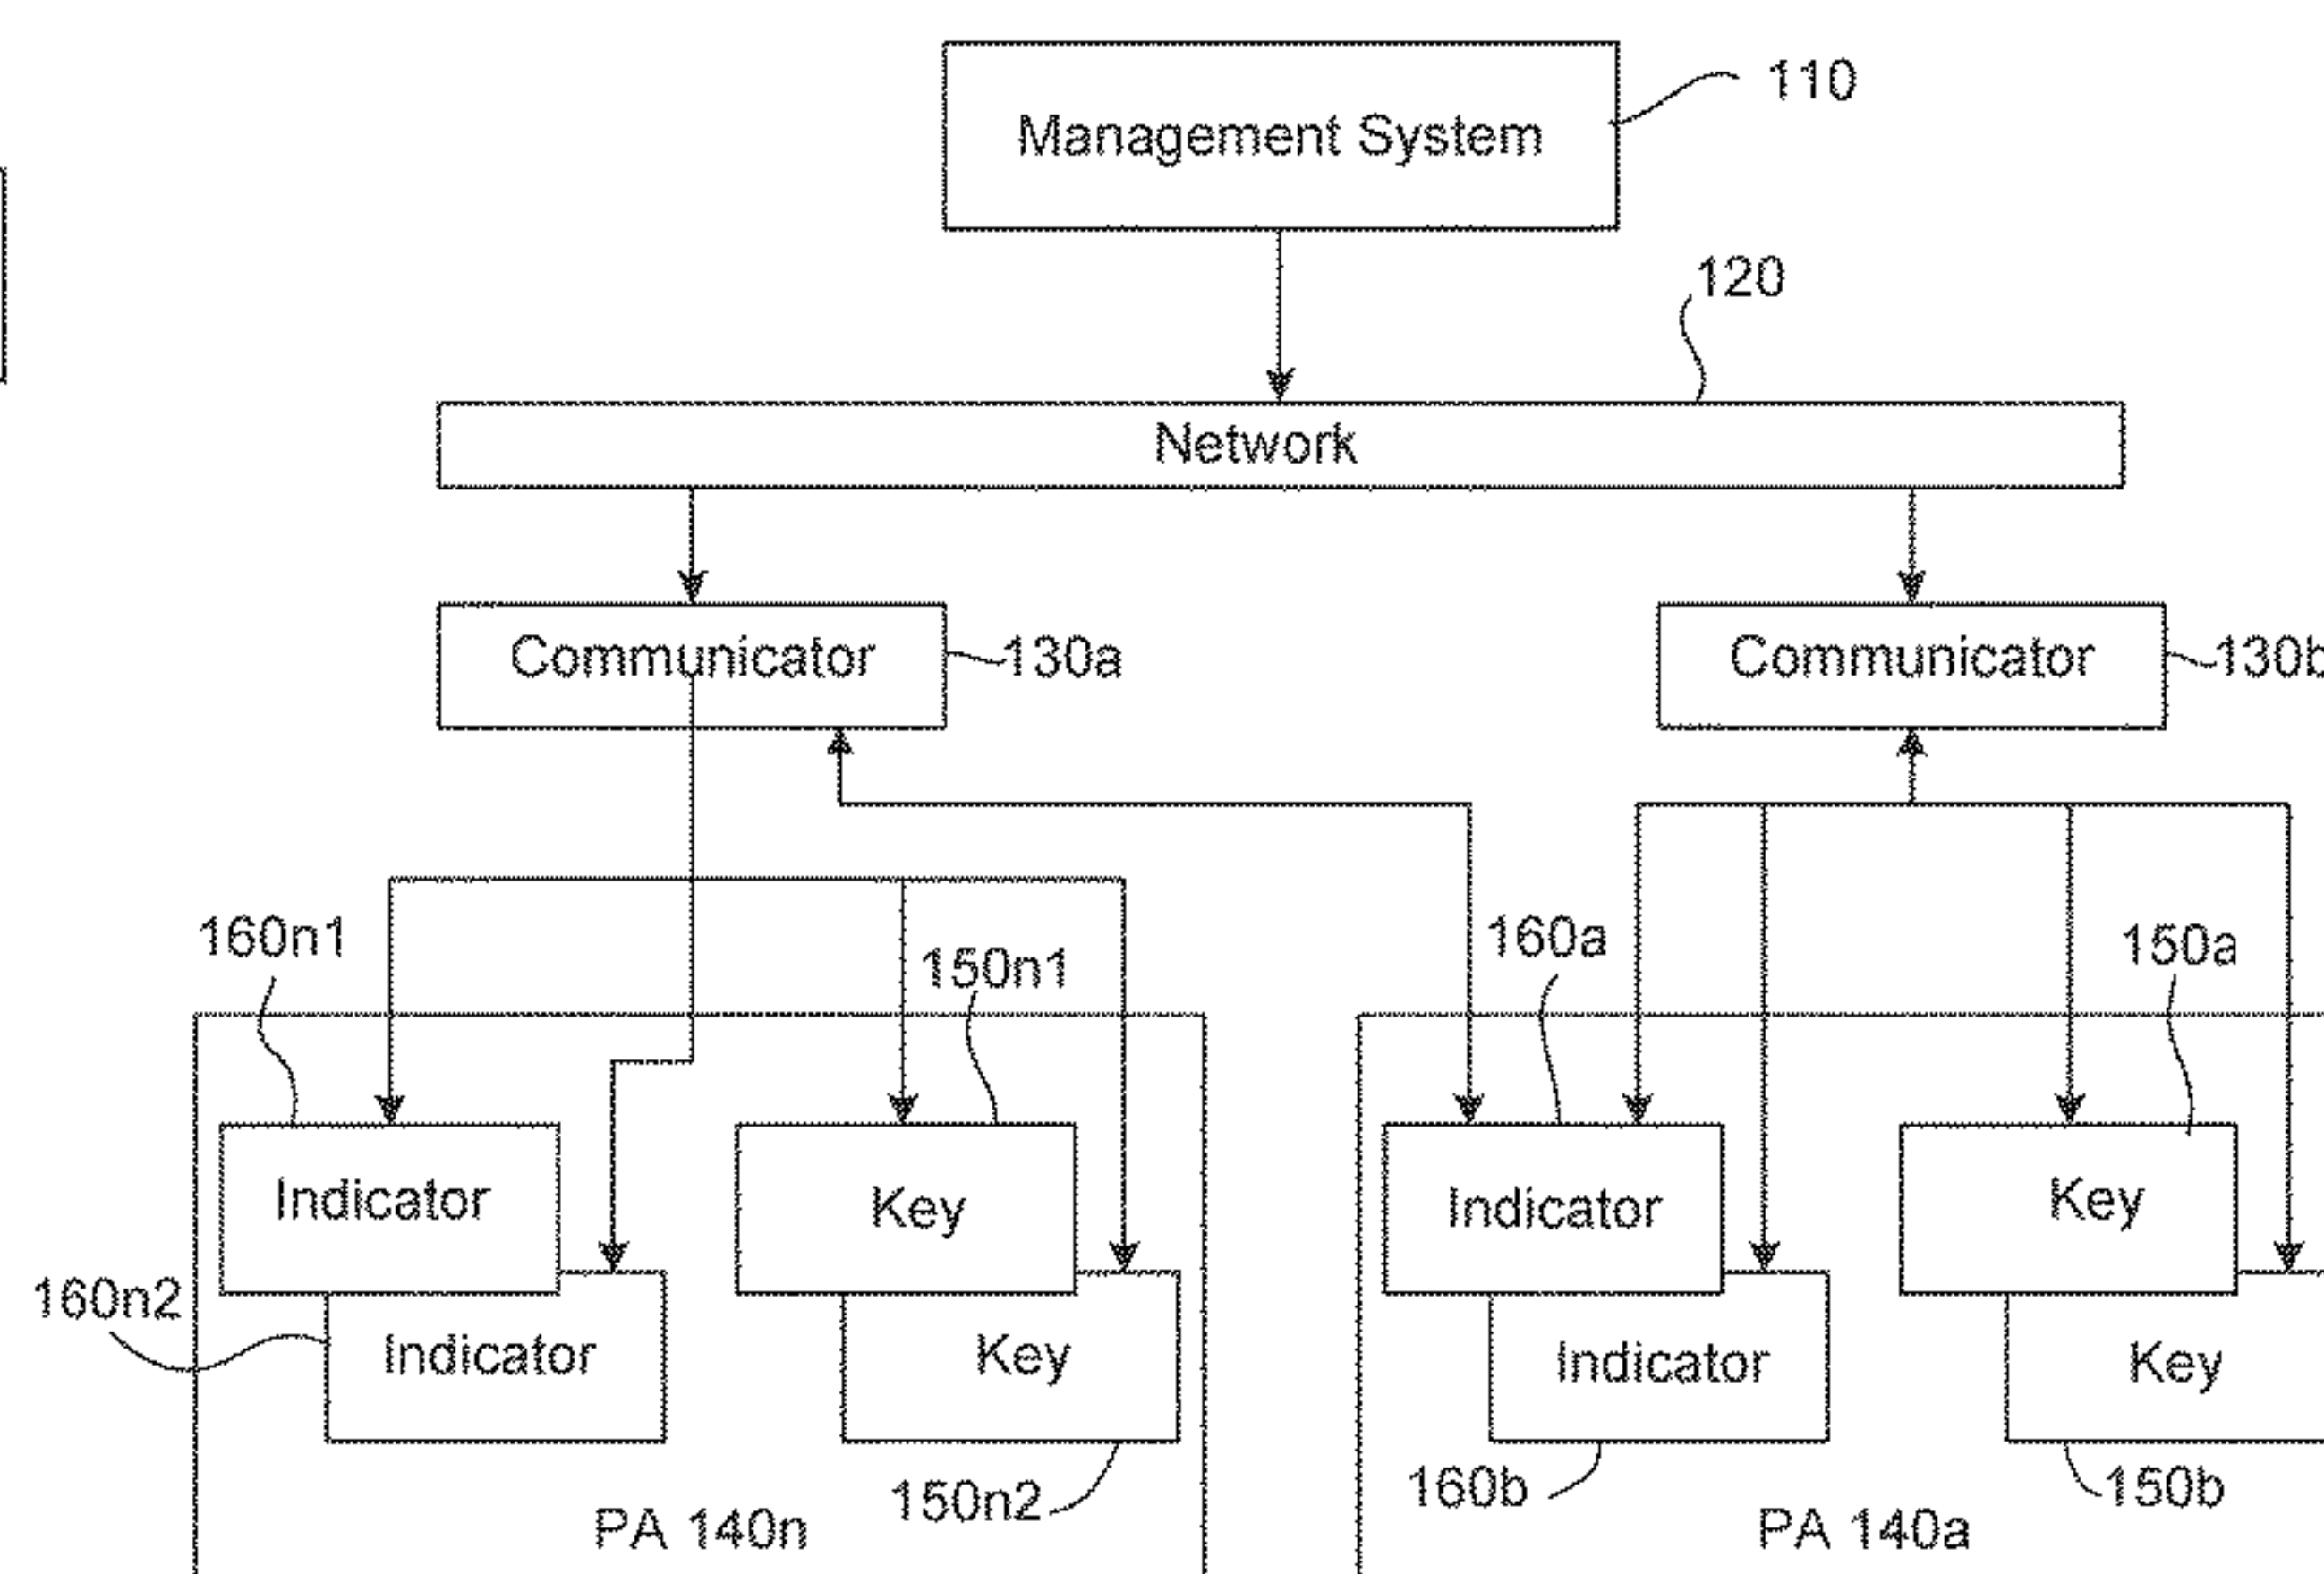 110
Management System
120
Network
Communicator
130a
Communicator
130b
160n1
150n1
160a
150a
Indicator
Key
Indicator
Key
160n2
Indicator
Key
Indicator
Key
150n2
160b
150b
PA 140n
PA 140a